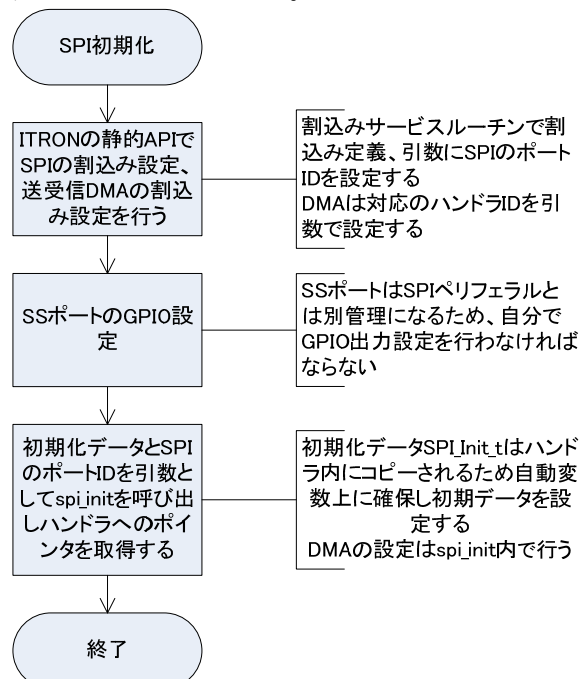 SPI初期化
ITRONの静的APIで
SPIの割込み設定、
送受信DMAの割込
み設定を行う
割込みサービスルーチンで割
込み定義、引数にSPIのポート
IDを設定する
DMAは対応のハンドラIDを引
数で設定する
SSポートのGPIO設
定
SSポートはSPIペリフェラルと
は別管理になるため、自分で
GPIO出力設定を行わなければ
ならない
初期化データとSPI
のポートIDを引数と
してspi_initを呼び出
しハンドラへのポイ
ンタを取得する
初期化データSPI_Init_tはハンド
ラ内にコピーされるため自動変
数上に確保し初期データを設
定する
DMAの設定はspi_init内で行う
終了